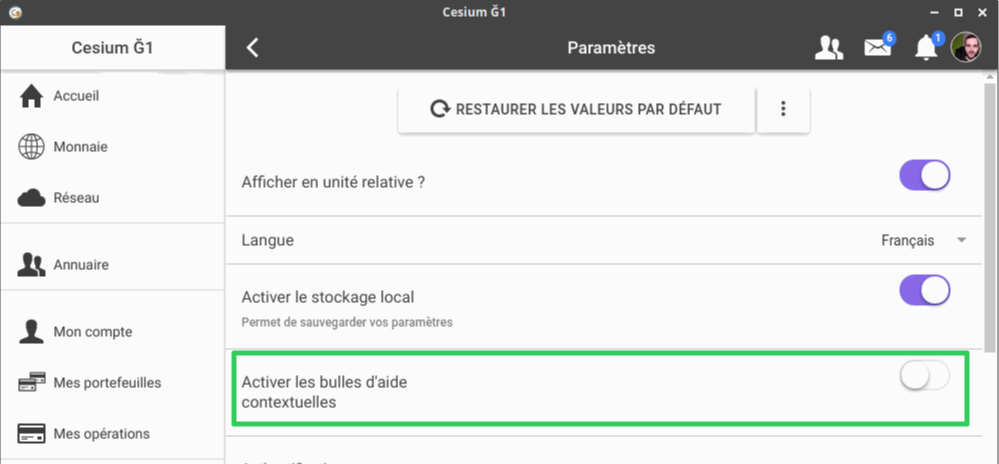 Cesium Ğ1
Cesium Ğ1
Paramètres
6
1
Accueil
Monnaie
Réseau
Annuaire
Mon compte
Mes portefeuilles
Mes opérations
RESTAURER LES VALEURS PAR DÉFAUT
Afficher en unité relative ?
Langue
Français
Activer le stockage local
Permet de sauvegarder vos paramètres
Activer les bulles d'aide
contextuelles